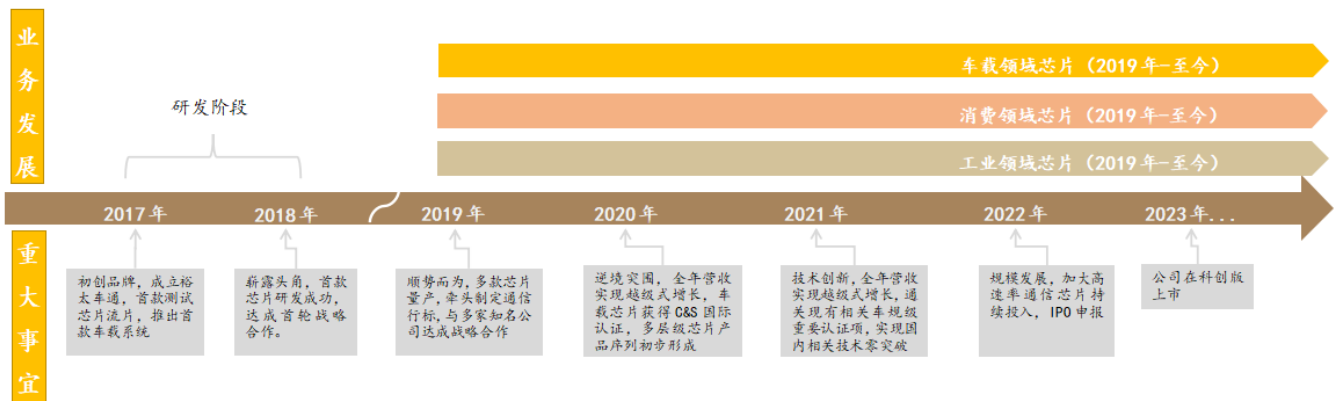 业务发展
车载领域芯片（2019年-至今）
研发阶段
消费领域芯片（2019年-至今）
工业领域芯片（2019年-至今）
2017年
2018年
2019年
2020年
2021年
2022年
2023年...
重大事宜
初创品牌，成立裕
太车通，首款测试
芯片流片，推出首
款车载系统
崭露头角，首款
芯片研发成功，
达成首轮战略
合作。
顺势而为，多款芯片
量产，牵头制定通信
行标，与多家知名公
司达成战略合作
逆境突围，全年营收
实现越级式增长，车
载芯片获得C&S国际
认证，多层级芯片产
品序列初步形成
技术创新，全年营收
实现越级式增长，通
关现有相关车规级
重要认证项，实现国
内相关技术零突破
规模发展，加大高
速率通信芯片持
续投入，IPO申报
公司在科创版
上市